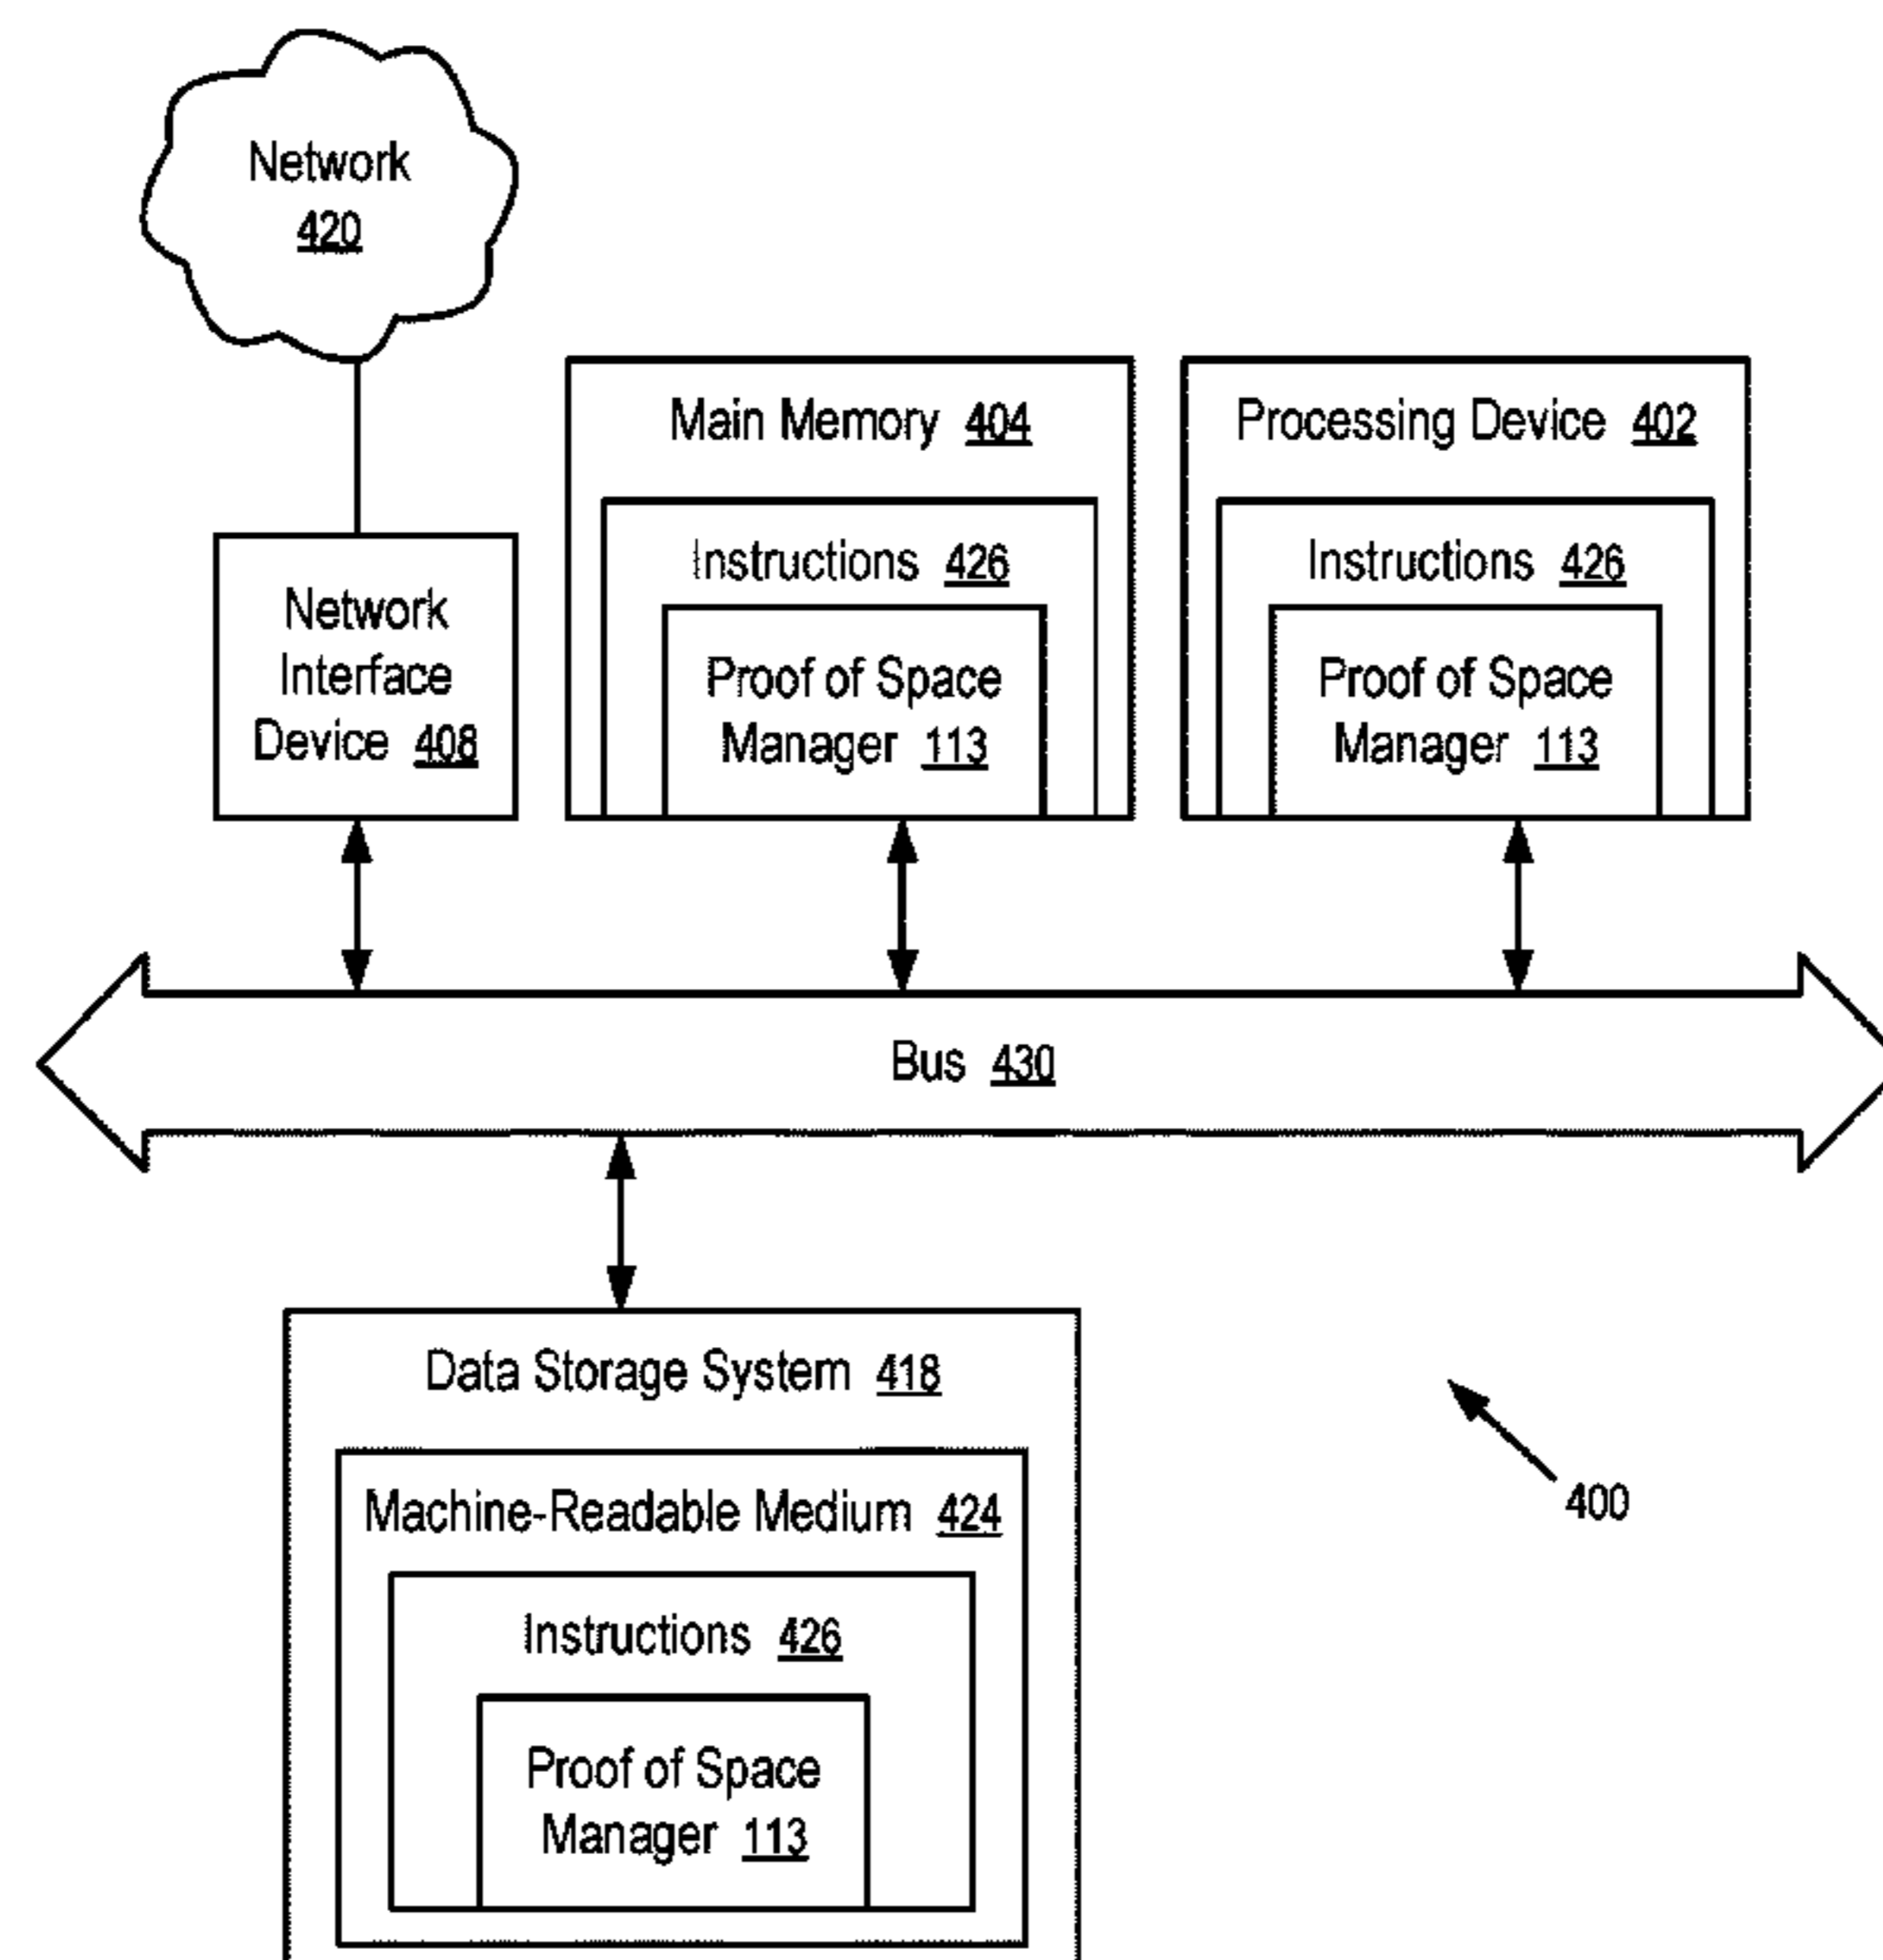 Network
420
Main Memory 404
Processing Device 402
Instructions 426
Instructions 426
Network
Interface
Device 408
Proof of Space
Manager 113
Proof of Space
Manager 113
Bus 430
Data Storage System 418
Machine-Readable Medium 424
400
Instructions 426
Proof of Space
Manager 113